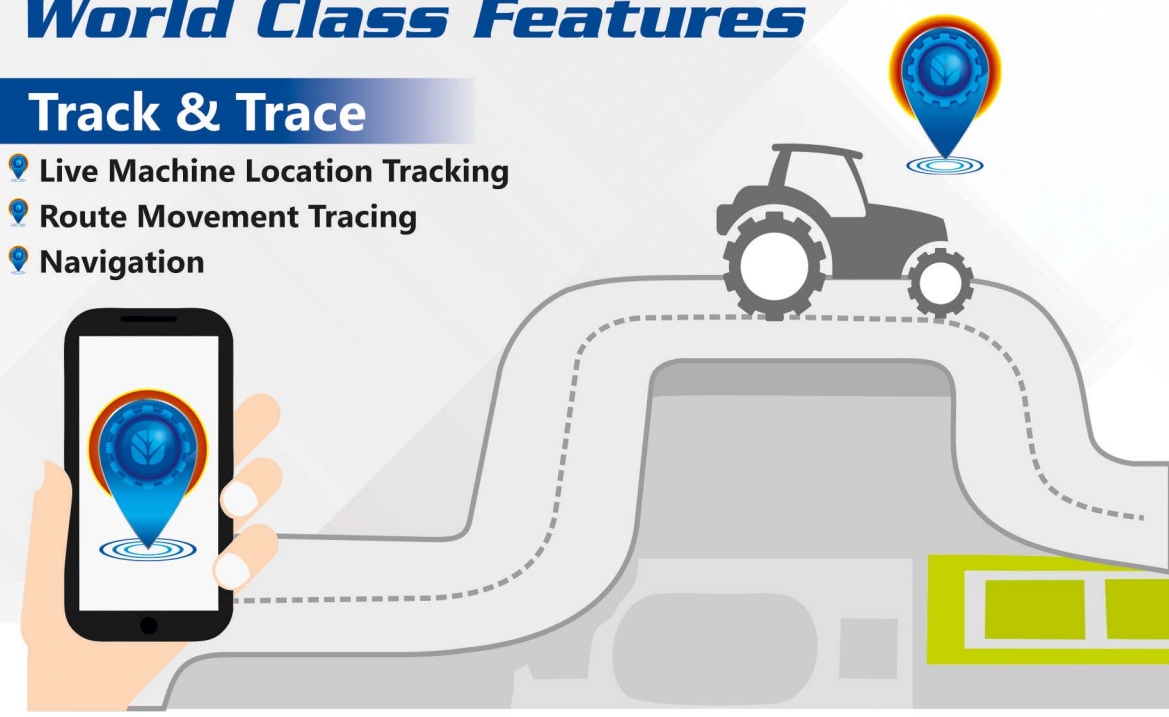 World Class Features
Track & Trace
Live Machine Location Tracking
Route Movement Tracing
Navigation